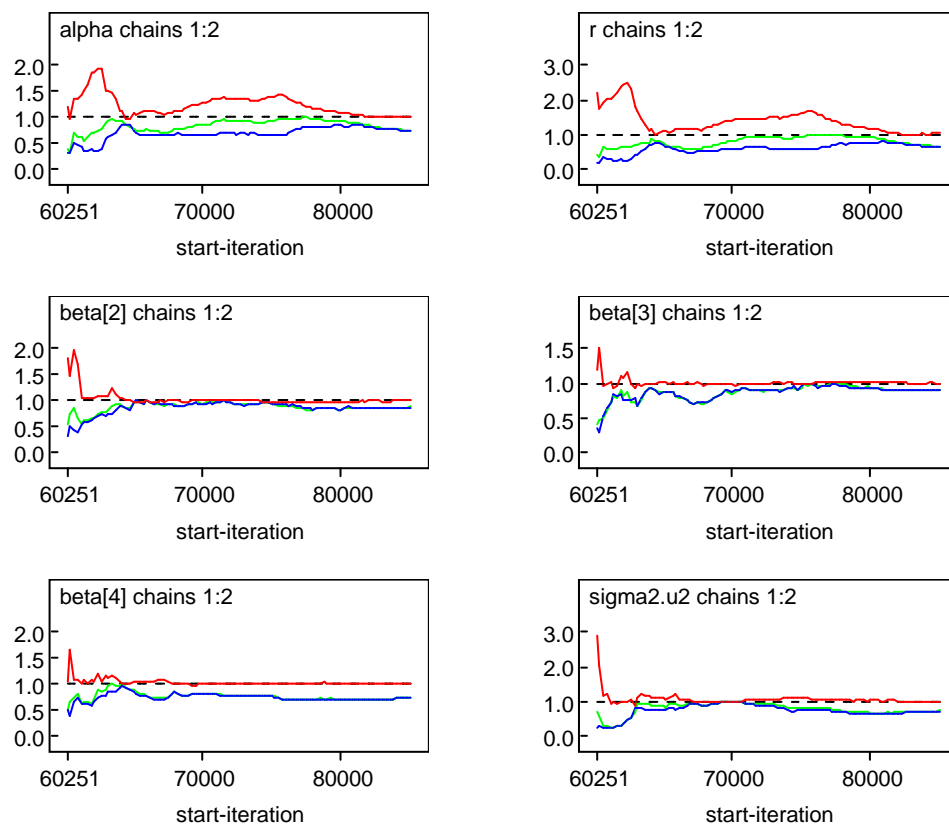 alpha chains 1:2
2.0
1.5
1.0
0.5
0.0
60251 70000 80000
start-iteration
r chains 1:2
3.0
2.0
1.0
0.0
60251 70000 80000
start-iteration
beta[2] chains 1:2
2.0
1.5
1.0
0.5
0.0
60251 70000 80000
start-iteration
beta[3] chains 1:2
1.5
1.0
0.5
0.0
60251 70000 80000
start-iteration
beta[4] chains 1:2
2.0
1.5
1.0
0.5
0.0
60251 70000 80000
start-iteration
sigma2.u2 chains 1:2
3.0
2.0
1.0
0.0
60251 70000 80000
start-iteration